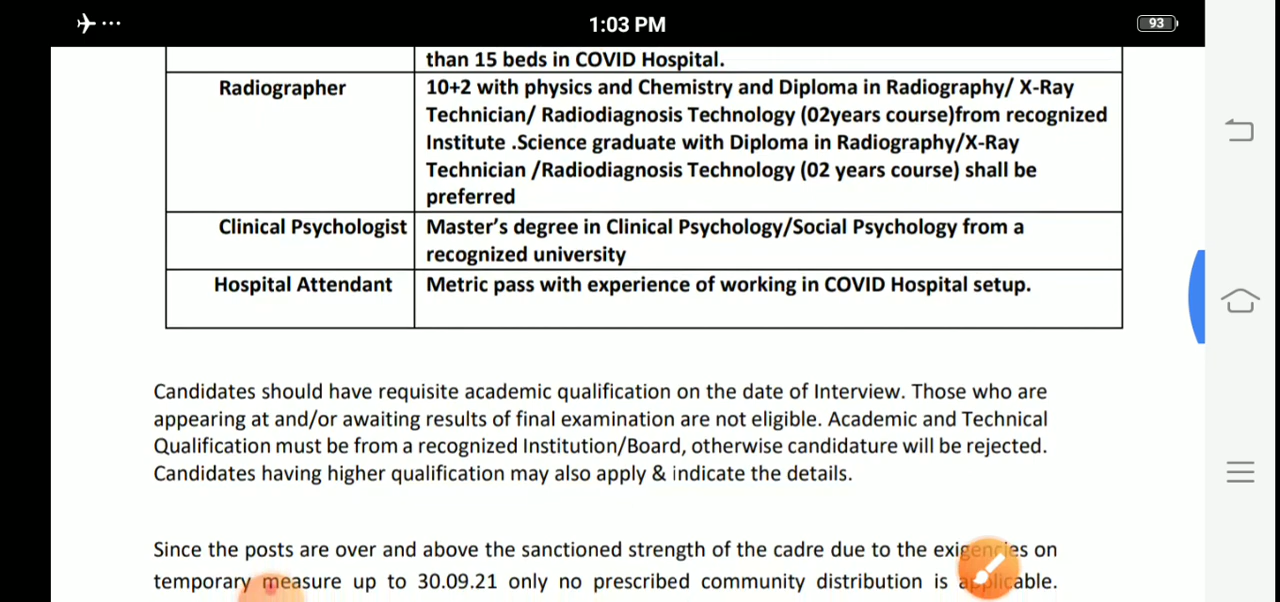 1:03 PM
93
than 15 beds in COVID Hospital.
Radiographer
10+2 with physics and Chemistry and Diploma in Radiography/ X-Ray
Technician/ Radiodiagnosis Technology (02years course)from recognized
Institute .Science graduate with Diploma in Radiography/X-Ray
Technician /Radiodiagnosis Technology (02 years course) shall be
preferred
Clinical Psychologist
Master’s degree in Clinical Psychology/Social Psychology from a
recognized university
Hospital Attendant
Metric pass with experience of working in COVID Hospital setup.
Candidates should have requisite academic qualification on the date of Interview. Those who are
appearing at and/or awaiting results of final examination are not eligible. Academic and Technical
Qualification must be from a recognized Institution/Board, otherwise candidature will be rejected.
Candidates having higher qualification may also apply & indicate the details.
Since the posts are over and above the sanctioned strength of the cadre due to the exigencies on
temporary measure up to 30.09.21 only no prescribed community distribution is applicable.